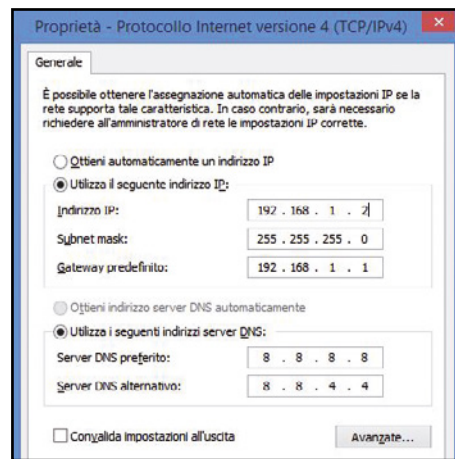 Proprietà - Protocollo Internet versione 4 (TCP/IPv4)
Generale
È possibile ottenere l'assegnazione automatica delle impostazioni IP se la
rete supporta tale caratteristica. In caso contrario, sarà necessario
richiedere all'amministratore di rete le impostazioni IP corrette.
Ottieni automaticamente un indirizzo IP
Utilizza il seguente indirizzo IP:
Indirizzo IP: 192 . 168 . 1 . 2
Subnet mask: 255 . 255 . 255 . 0
Gateway predefinito: 192 . 168 . 1 . 1
Ottieni indirizzo server DNS automaticamente
Utilizza i seguenti indirizzi server DNS:
Server DNS preferito: 8 . 8 . 8 . 8
Server DNS alternativo: 8 . 8 . 4 . 4
Convalida impostazioni all'uscita Avanzate...